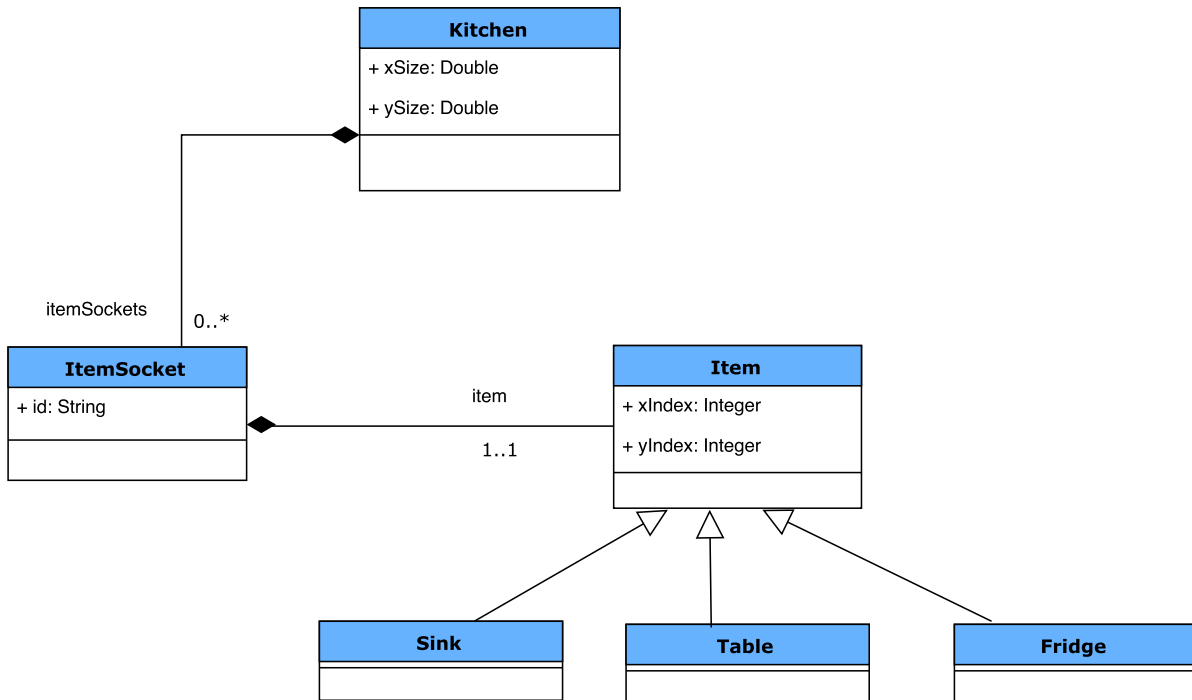 Kitchen
+ xSize: Double
+ ySize: Double
itemSockets
0..*
ItemSocket
+ id: String
item
1..1
Item
+ xIndex: Integer
+ yIndex: Integer
Sink
Table
Fridge